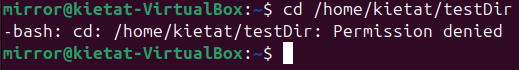 mirror@kietat-VirtualBox:~$ cd /home/kietat/testDir
-bash: cd: /home/kietat/testDir: Permission denied
mirror@kietat-VirtualBox:~$